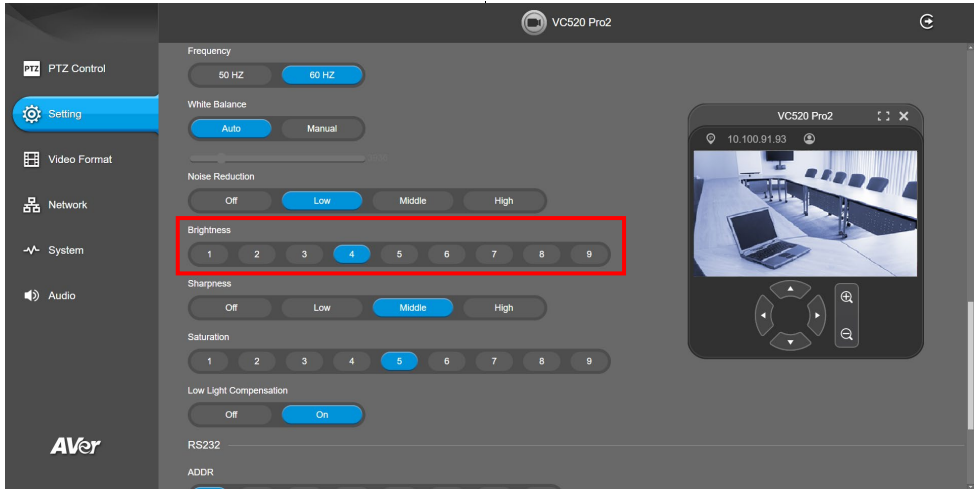 VC520 Pro2
PTZ PTZ Control
Setting
Video Format
Network
System
Audio
AVer
Frequency
50 HZ 60 HZ
White Balance
Auto Manual
Noise Reduction
Off Low Middle High
Brightness
1 2 3 4 5 6 7 8 9
Sharpness
Off Low Middle High
Saturation
1 2 3 4 5 6 7 8 9
Low Light Compensation
Off On
RS232
ADDR
VC520 Pro2
10.100.91.93